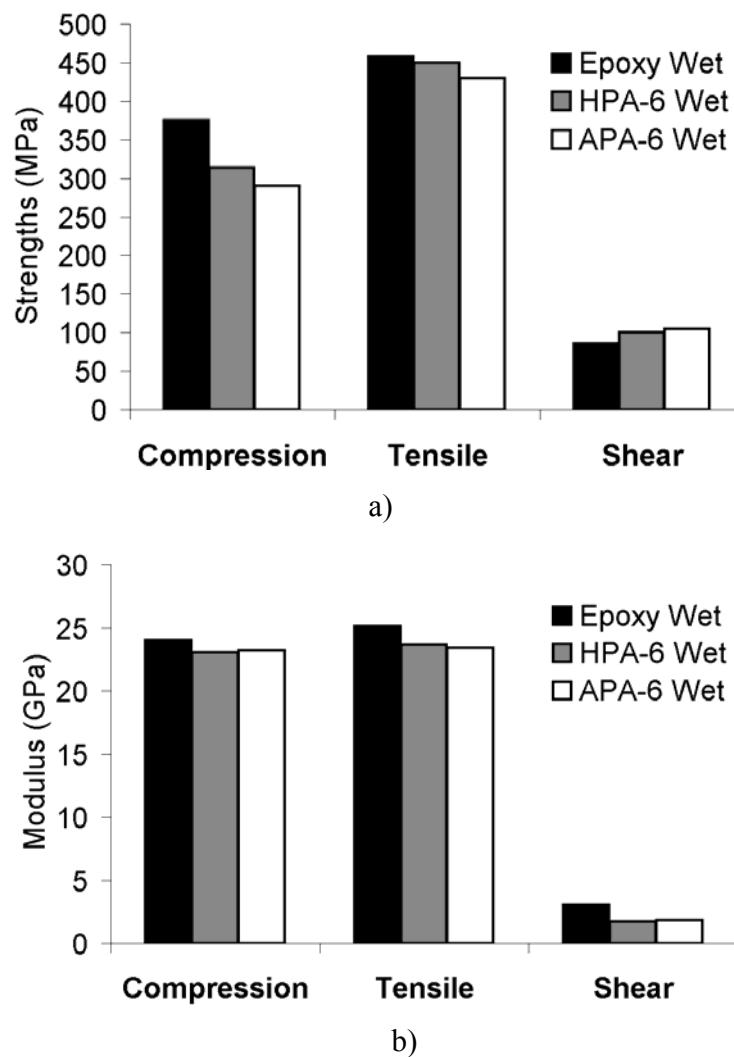 500
450
400
350
300
250
200
150
100
50
0
Strengths (MPa)
Epoxy Wet
HPA-6 Wet
APA-6 Wet
Compression Tensile Shear
a)
30
25
20
15
10
5
0
Modulus (GPa)
Epoxy Wet
HPA-6 Wet
APA-6 Wet
Compression Tensile Shear
b)